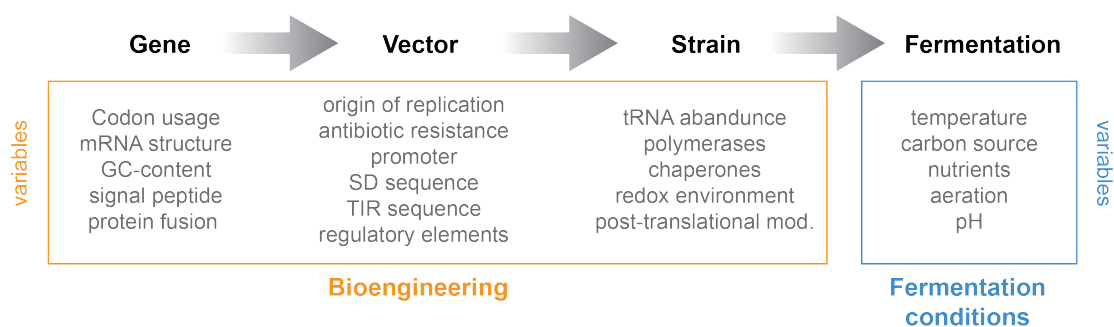 Gene
Vector
Strain
Fermentation
variables
Codon usage
mRNA structure
GC-content
signal peptide
protein fusion
origin of replication
antibiotic resistance
promoter
SD sequence
TIR sequence
regulatory elements
tRNA abandunce
polymerases
chaperones
redox environment
post-translational mod.
temperature
carbon source
nutrients
aeration
pH
variables
Bioengineering
Fermentation
conditions